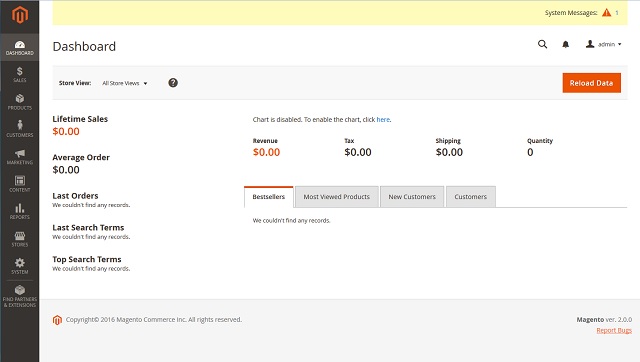 System Messages: 1
Dashboard
admin
Store View: All Store Views ?
Reload Data
DASHBOARD
SALES
PRODUCTS
CUSTOMERS
MARKETING
CONTENT
REPORTS
STORES
SYSTEM
FIND PARTNERS
& EXTENSIONS
Lifetime Sales
$0.00
Average Order
$0.00
Last Orders
We couldn't find any records.
Last Search Terms
We couldn't find any records.
Top Search Terms
We couldn't find any records.
Chart is disabled. To enable the chart, click here.
Revenue Tax Shipping Quantity
$0.00 $0.00 $0.00 0
Bestsellers Most Viewed Products New Customers Customers
We couldn't find any records.
Copyright© 2016 Magento Commerce Inc. All rights reserved.
Magento ver. 2.0.0
Report Bugs